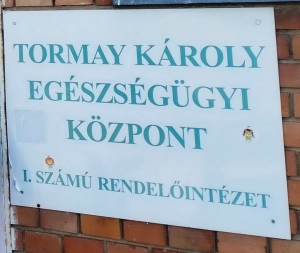 TORMAY KÁROLY
EGÉSZSÉGÜGYI
KÖZPONT
I. SZÁMÚ RENDELŐINTÉZET